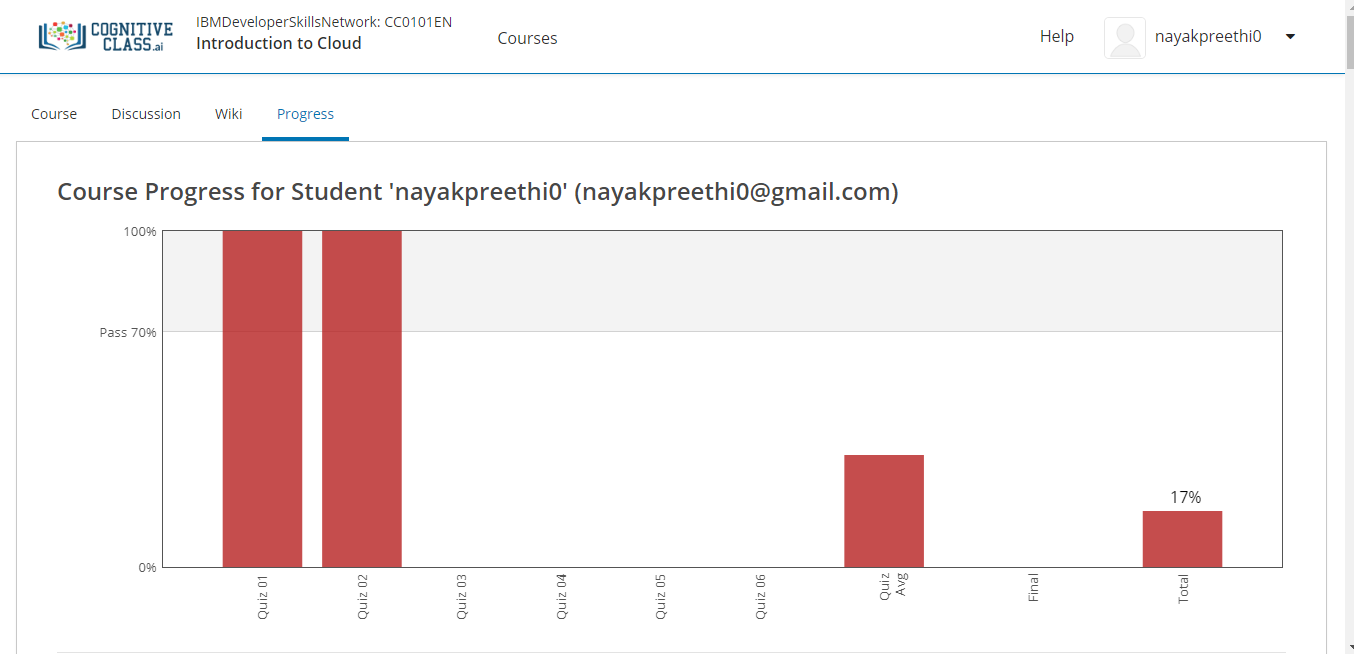 COGNITIVE
CLASS.ai
IBMDeveloperSkillsNetwork: CC0101EN
Introduction to Cloud
Courses
Help
nayakpreethi0
Course
Discussion
Wiki
Progress
Course Progress for Student 'nayakpreethi0' (nayakpreethi0@gmail.com)
100%
Pass 70%
0%
17%
Quiz 01
Quiz 02
Quiz 03
Quiz 04
Quiz 05
Quiz 06
Quiz
Avg
Final
Total